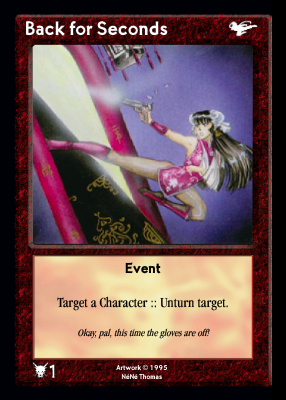 Back for Seconds
Event
Target a Character :: Unturn target.
Okay, pal, this time the gloves are off!
Artwork © 1995
NéNé Thomas
1